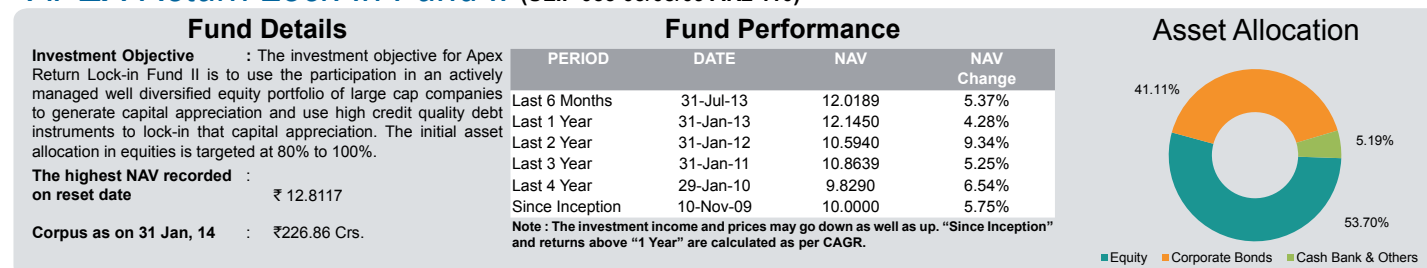 Fund Details
Investment Objective : The investment objective for Apex
Return Lock-in Fund II is to use the participation in an actively
managed well diversified equity portfolio of large cap companies
to generate capital appreciation and use high credit quality debt
instruments to lock-in that capital appreciation. The initial asset
allocation in equities is targeted at 80% to 100%.
The highest NAV recorded :
on reset date ₹ 12.8117
Corpus as on 31 Jan, 14 : ₹226.86 Crs.
Fund Performance
PERIOD DATE NAV NAV
Change
Last 6 Months 31-Jul-13 12.0189 5.37%
Last 1 Year 31-Jan-13 12.1450 4.28%
Last 2 Year 31-Jan-12 10.5940 9.34%
Last 3 Year 31-Jan-11 10.8639 5.25%
Last 4 Year 29-Jan-10 9.8290 6.54%
Since Inception 10-Nov-09 10.0000 5.75%
Note : The investment income and prices may go down as well as up. “Since Inception”
and returns above “1 Year” are calculated as per CAGR.
Asset Allocation
41.11%
5.19%
53.70%
Equity Corporate Bonds Cash Bank & Others